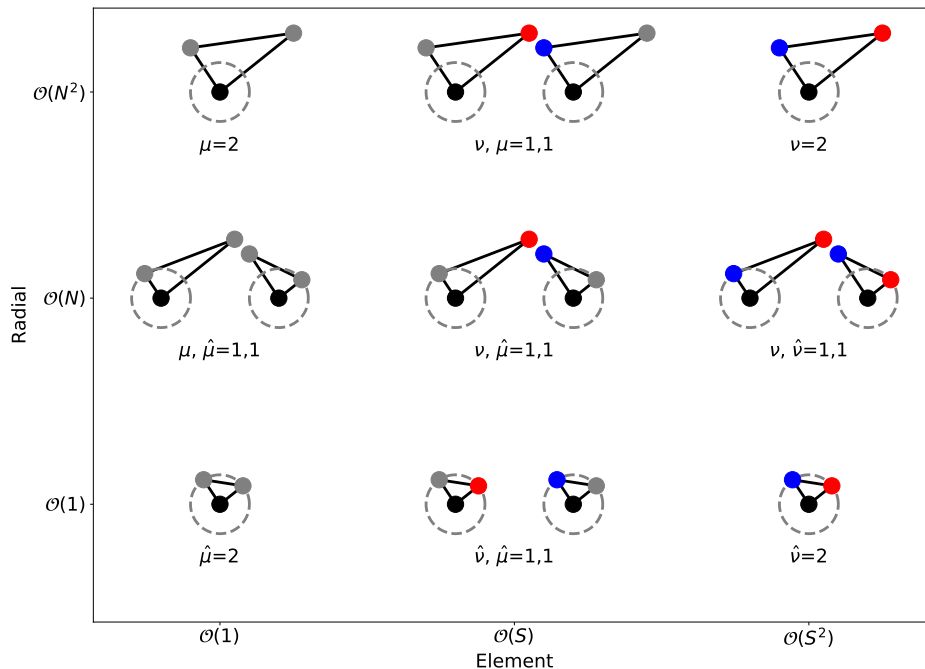 𝒪(N²)
μ=2
ν, μ=1,1
ν=2
Radial
𝒪(N)
μ, μ̂=1,1
ν, μ̂=1,1
ν, ν̂=1,1
𝒪(1)
μ̂=2
ν̂, μ̂=1,1
ν̂=2
𝒪(1)
𝒪(S)
𝒪(S²)
Element